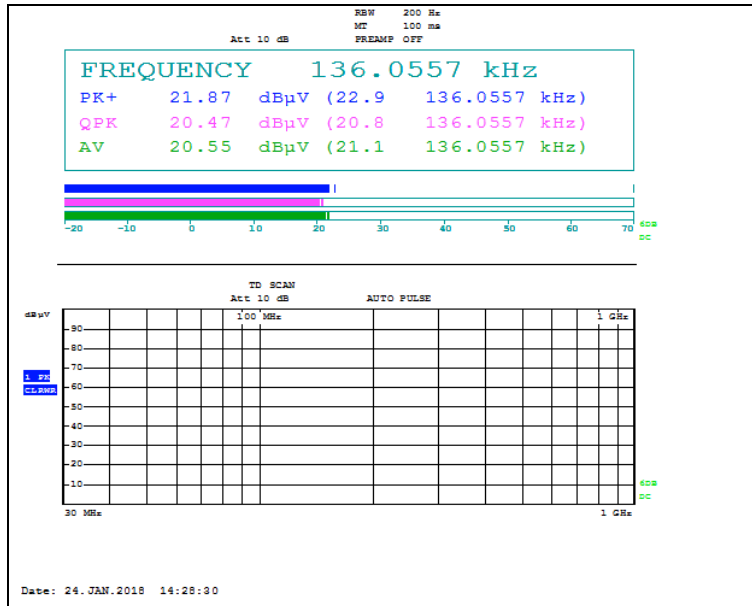 RBW 200 Hz
MT 100 ms
Att 10 dB PREAMP OFF
FREQUENCY 136.0557 kHz
PK+ 21.87 dBµV (22.9 136.0557 kHz)
QPK 20.47 dBµV (20.8 136.0557 kHz)
AV 20.55 dBµV (21.1 136.0557 kHz)
-20 -10 0 10 20 30 40 50 60 70
6DB
DC
TD SCAN
Att 10 dB AUTO PULSE
dBµV
100 MHz 1 GHz
90
80
70
1 PK
CLRWR
60
50
40
30
20
10
6DB
DC
30 MHz 1 GHz
Date: 24.JAN.2018 14:28:30